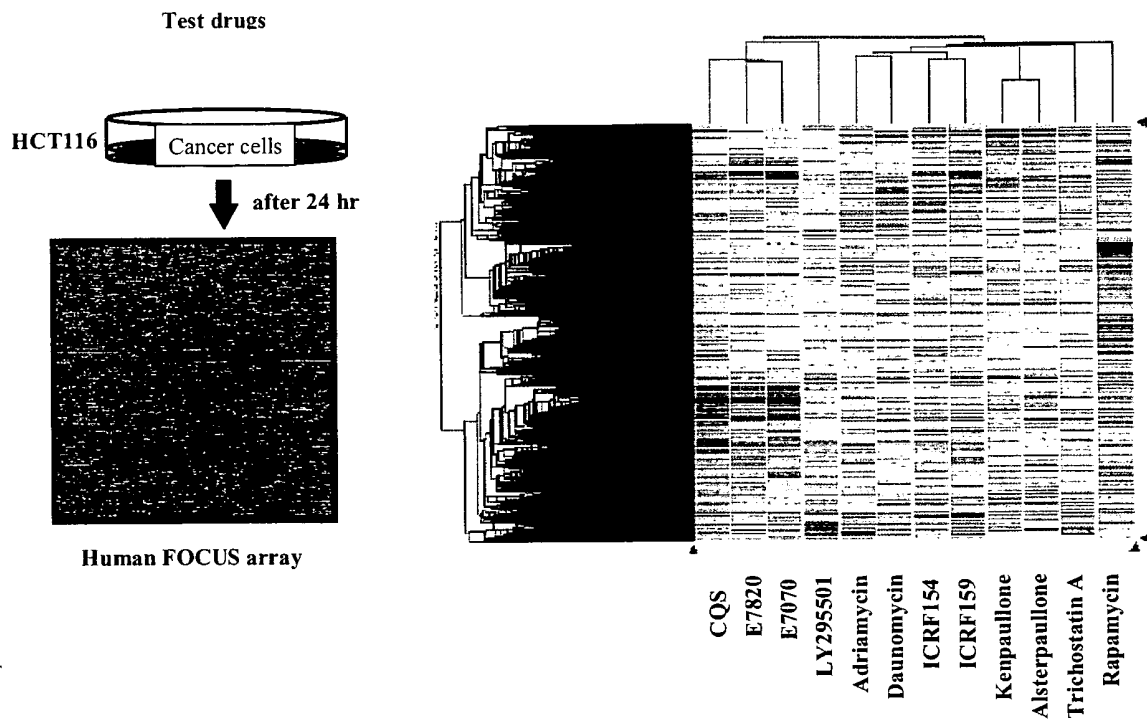 Test drugs
HCT116
Cancer cells
after 24 hr
Human FOCUS array
CQS
E7820
E7070
LY295501
Adriamycin
Daunomycin
ICRF154
ICRF159
Kenpaullone
Alsterpaullone
Trichostatin A
Rapamycin